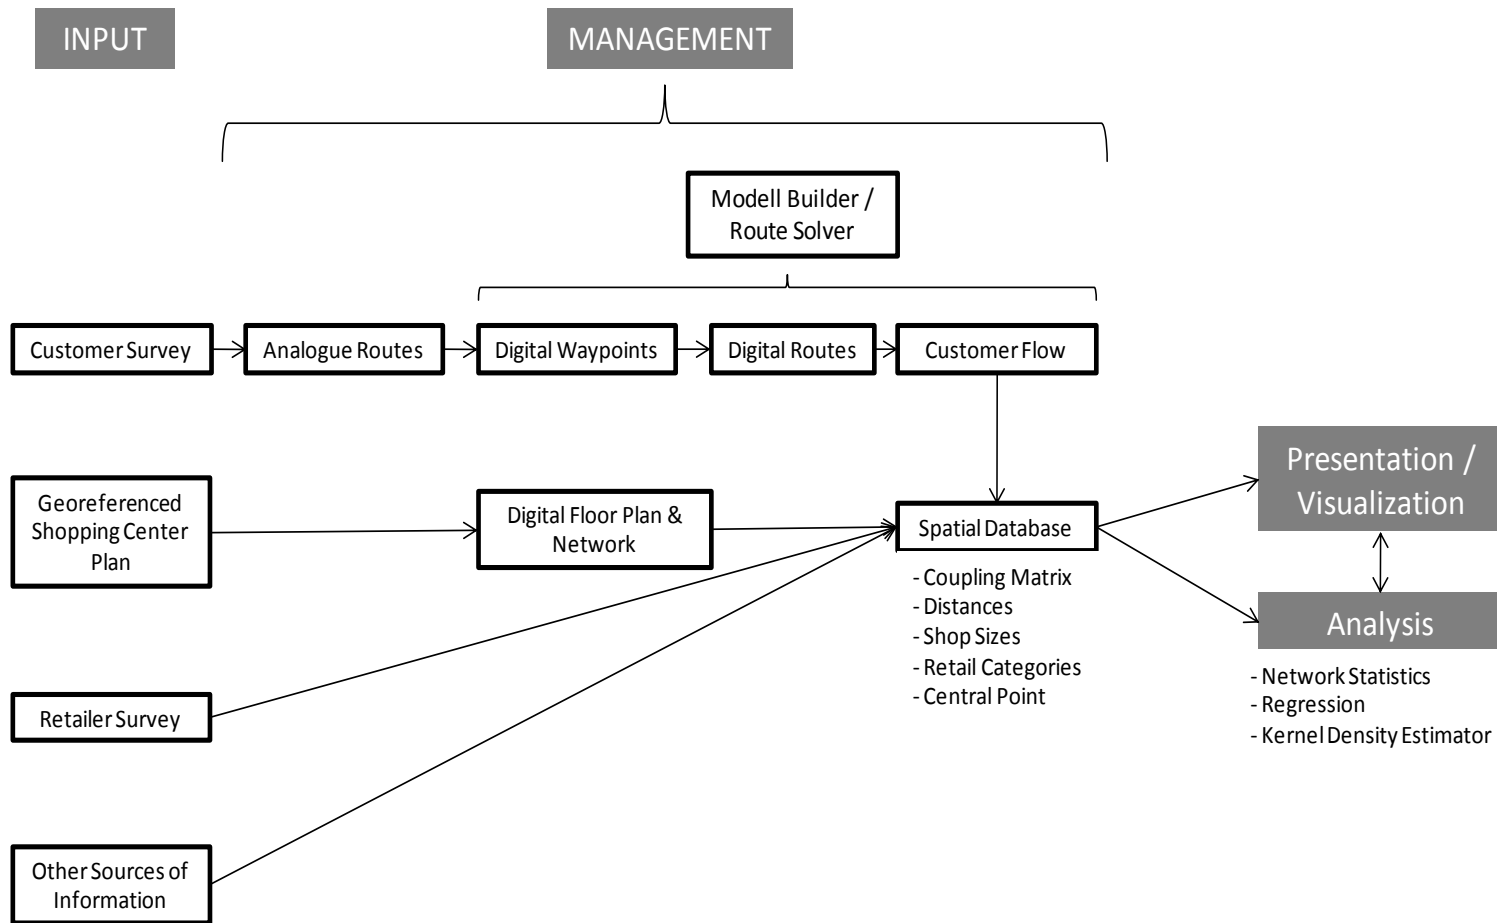 INPUT
MANAGEMENT
Modell Builder /
Route Solver
Customer Survey
Analogue Routes
Digital Waypoints
Digital Routes
Customer Flow
Georeferenced
Shopping Center
Plan
Digital Floor Plan &
Network
Spatial Database
- Coupling Matrix
- Distances
- Shop Sizes
- Retail Categories
- Central Point
Presentation /
Visualization
Analysis
- Network Statistics
- Regression
- Kernel Density Estimator
Retailer Survey
Other Sources of
Information